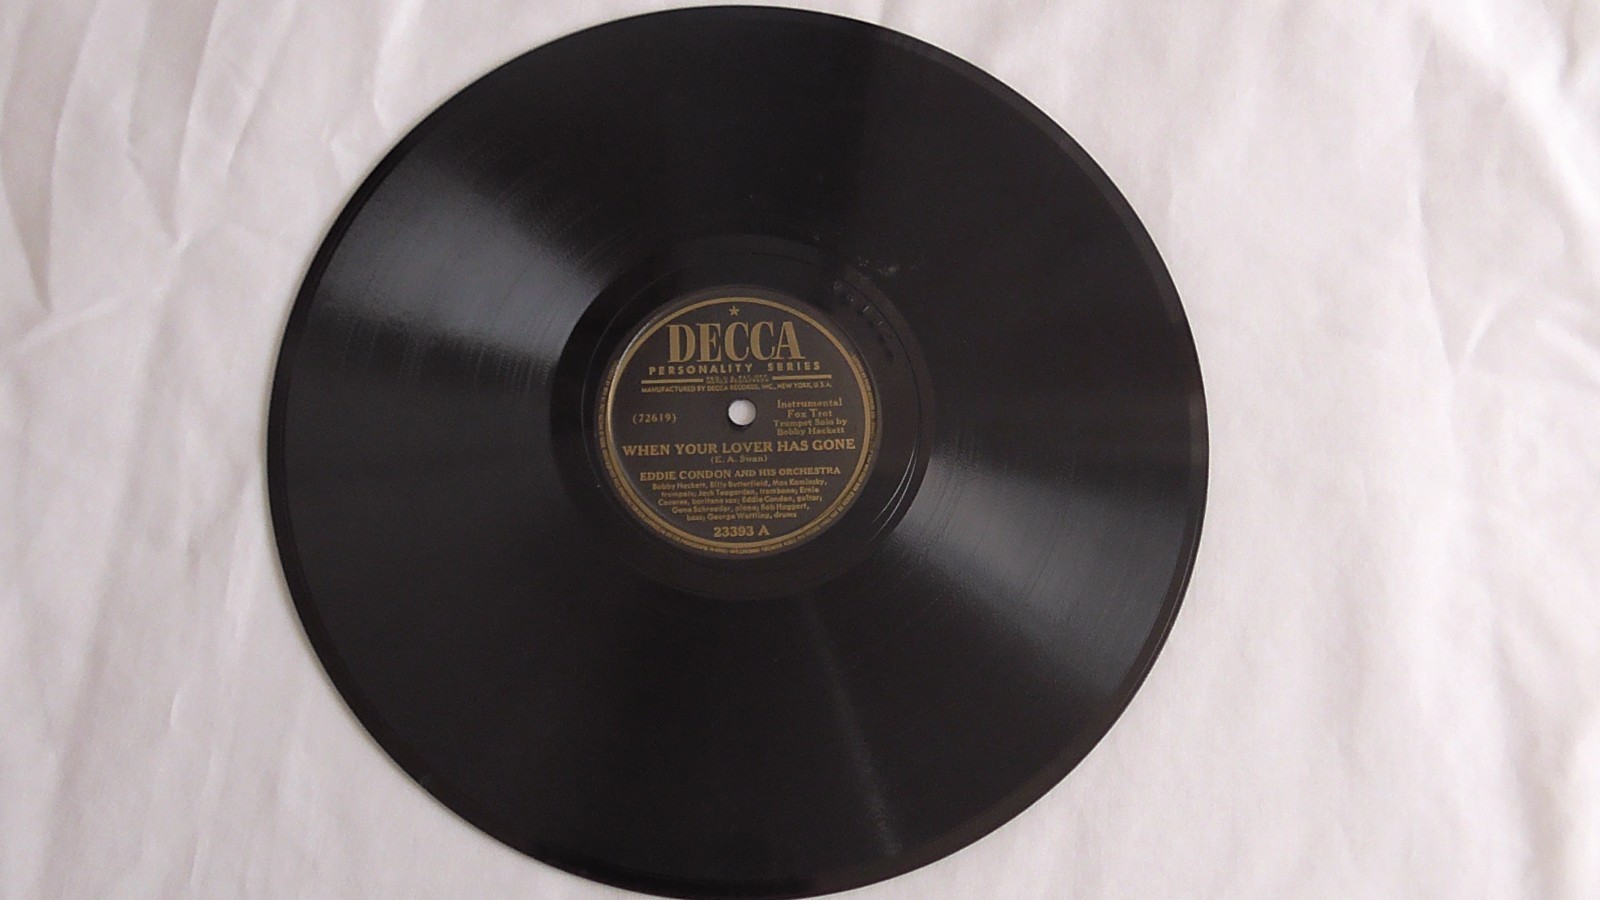 DECCA
PERSONALITY SERIES
MANUFACTURED BY DECCA RECORDS, INC., NEW YORK, U.S.A.
(72619)
Instrumental
Fox Trot
Trumpet Solo by
Bobby Hackett
WHEN YOUR LOVER HAS GONE
(E. A. Swan)
EDDIE CONDON AND HIS ORCHESTRA
Bobby Hackett, Billy Butterfield, Max Kaminsky,
trumpets; Jack Teagarden, trombone; Ernie
Caceres, baritone sax; Eddie Condon, guitar;
Gene Schroeder, piano; Bob Haggart,
bass; George Wettling, drums
23393 A